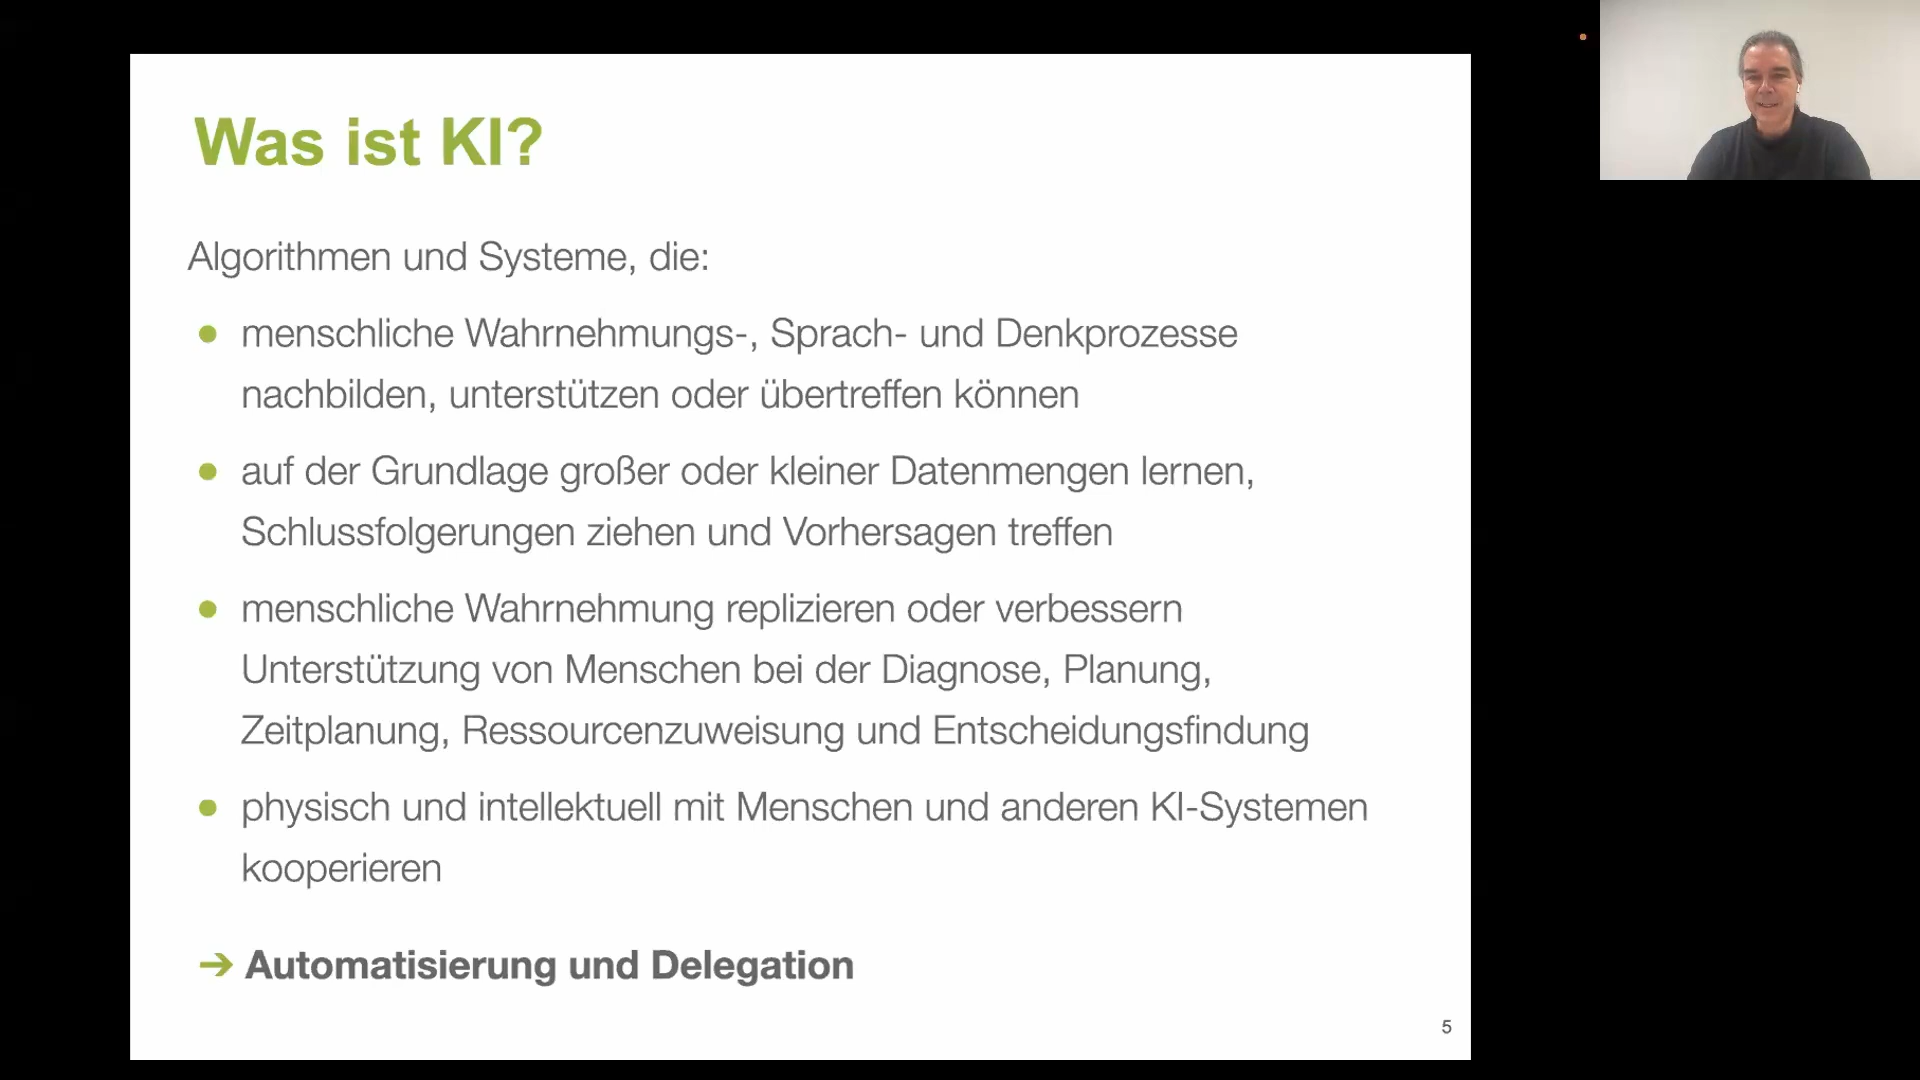 Was ist KI?
Algorithmen und Systeme, die:
● menschliche Wahrnehmungs-, Sprach- und Denkprozesse
nachbilden, unterstützen oder übertreffen können
● auf der Grundlage großer oder kleiner Datenmengen lernen,
Schlussfolgerungen ziehen und Vorhersagen treffen
● menschliche Wahrnehmung replizieren oder verbessern
Unterstützung von Menschen bei der Diagnose, Planung,
Zeitplanung, Ressourcenzuweisung und Entscheidungsfindung
● physisch und intellektuell mit Menschen und anderen KI-Systemen
kooperieren
➔ Automatisierung und Delegation
5